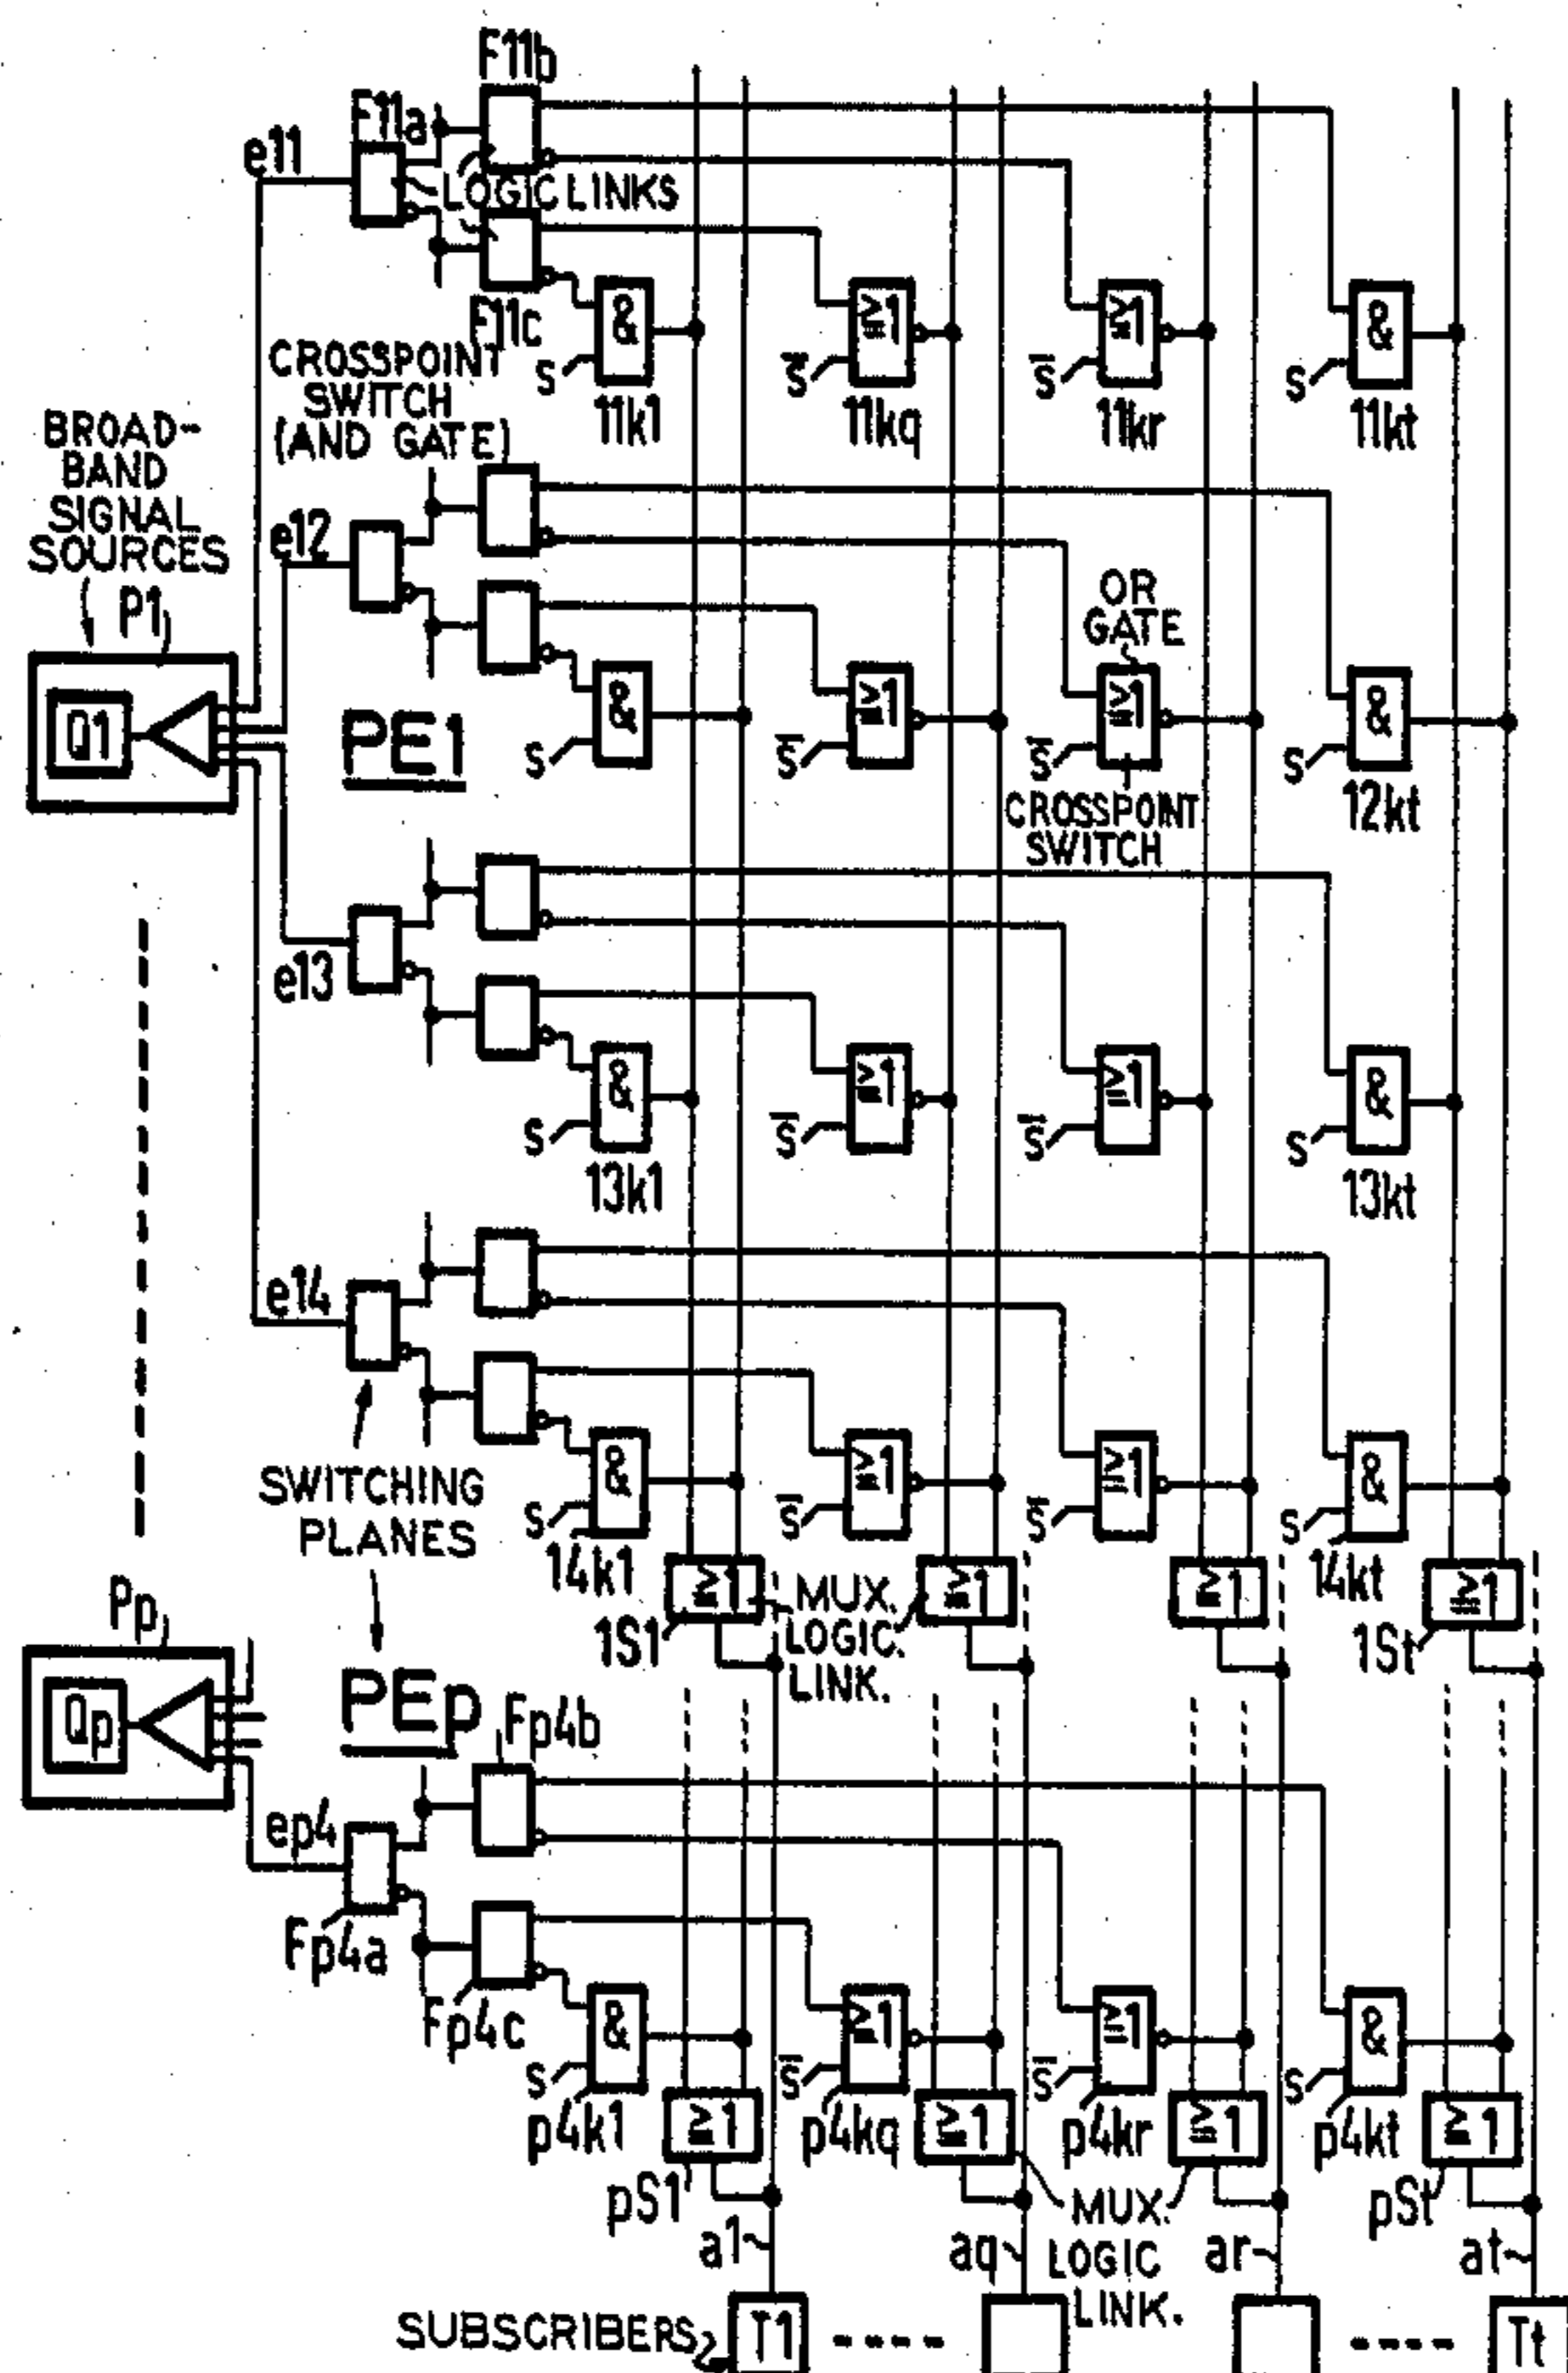 F11b
F11a
e11
LOGIC LINKS
F11c
&
≧1
≧1
&
S
S̅
S̅
S
11k1
11kq
11kr
11kt
CROSSPOINT
SWITCH
(AND GATE)
BROAD-
BAND
SIGNAL
SOURCES
P1
e12
OR
GATE
Q1
PE1
&
≧1
≧1
&
S
S̅
S̅
S
12kt
CROSSPOINT
SWITCH
e13
&
≧1
≧1
&
S
S̅
S̅
S
13k1
13kt
e14
SWITCHING
PLANES
&
≧1
≧1
&
S
S̅
S̅
S
14k1
14kt
≧1
≧1
≧1
≧1
MUX.
LOGIC.
LINK.
1S1
1St
Pp
Qp
PEp
Fp4b
ep4
Fp4a
Fp4c
&
≧1
≧1
&
S
S̅
S̅
S
p4k1
p4kq
p4kr
p4kt
≧1
≧1
≧1
≧1
pS1
pSt
MUX.
LOGIC
LINK.
a1
aq
ar
at
SUBSCRIBERS
T1
Tt